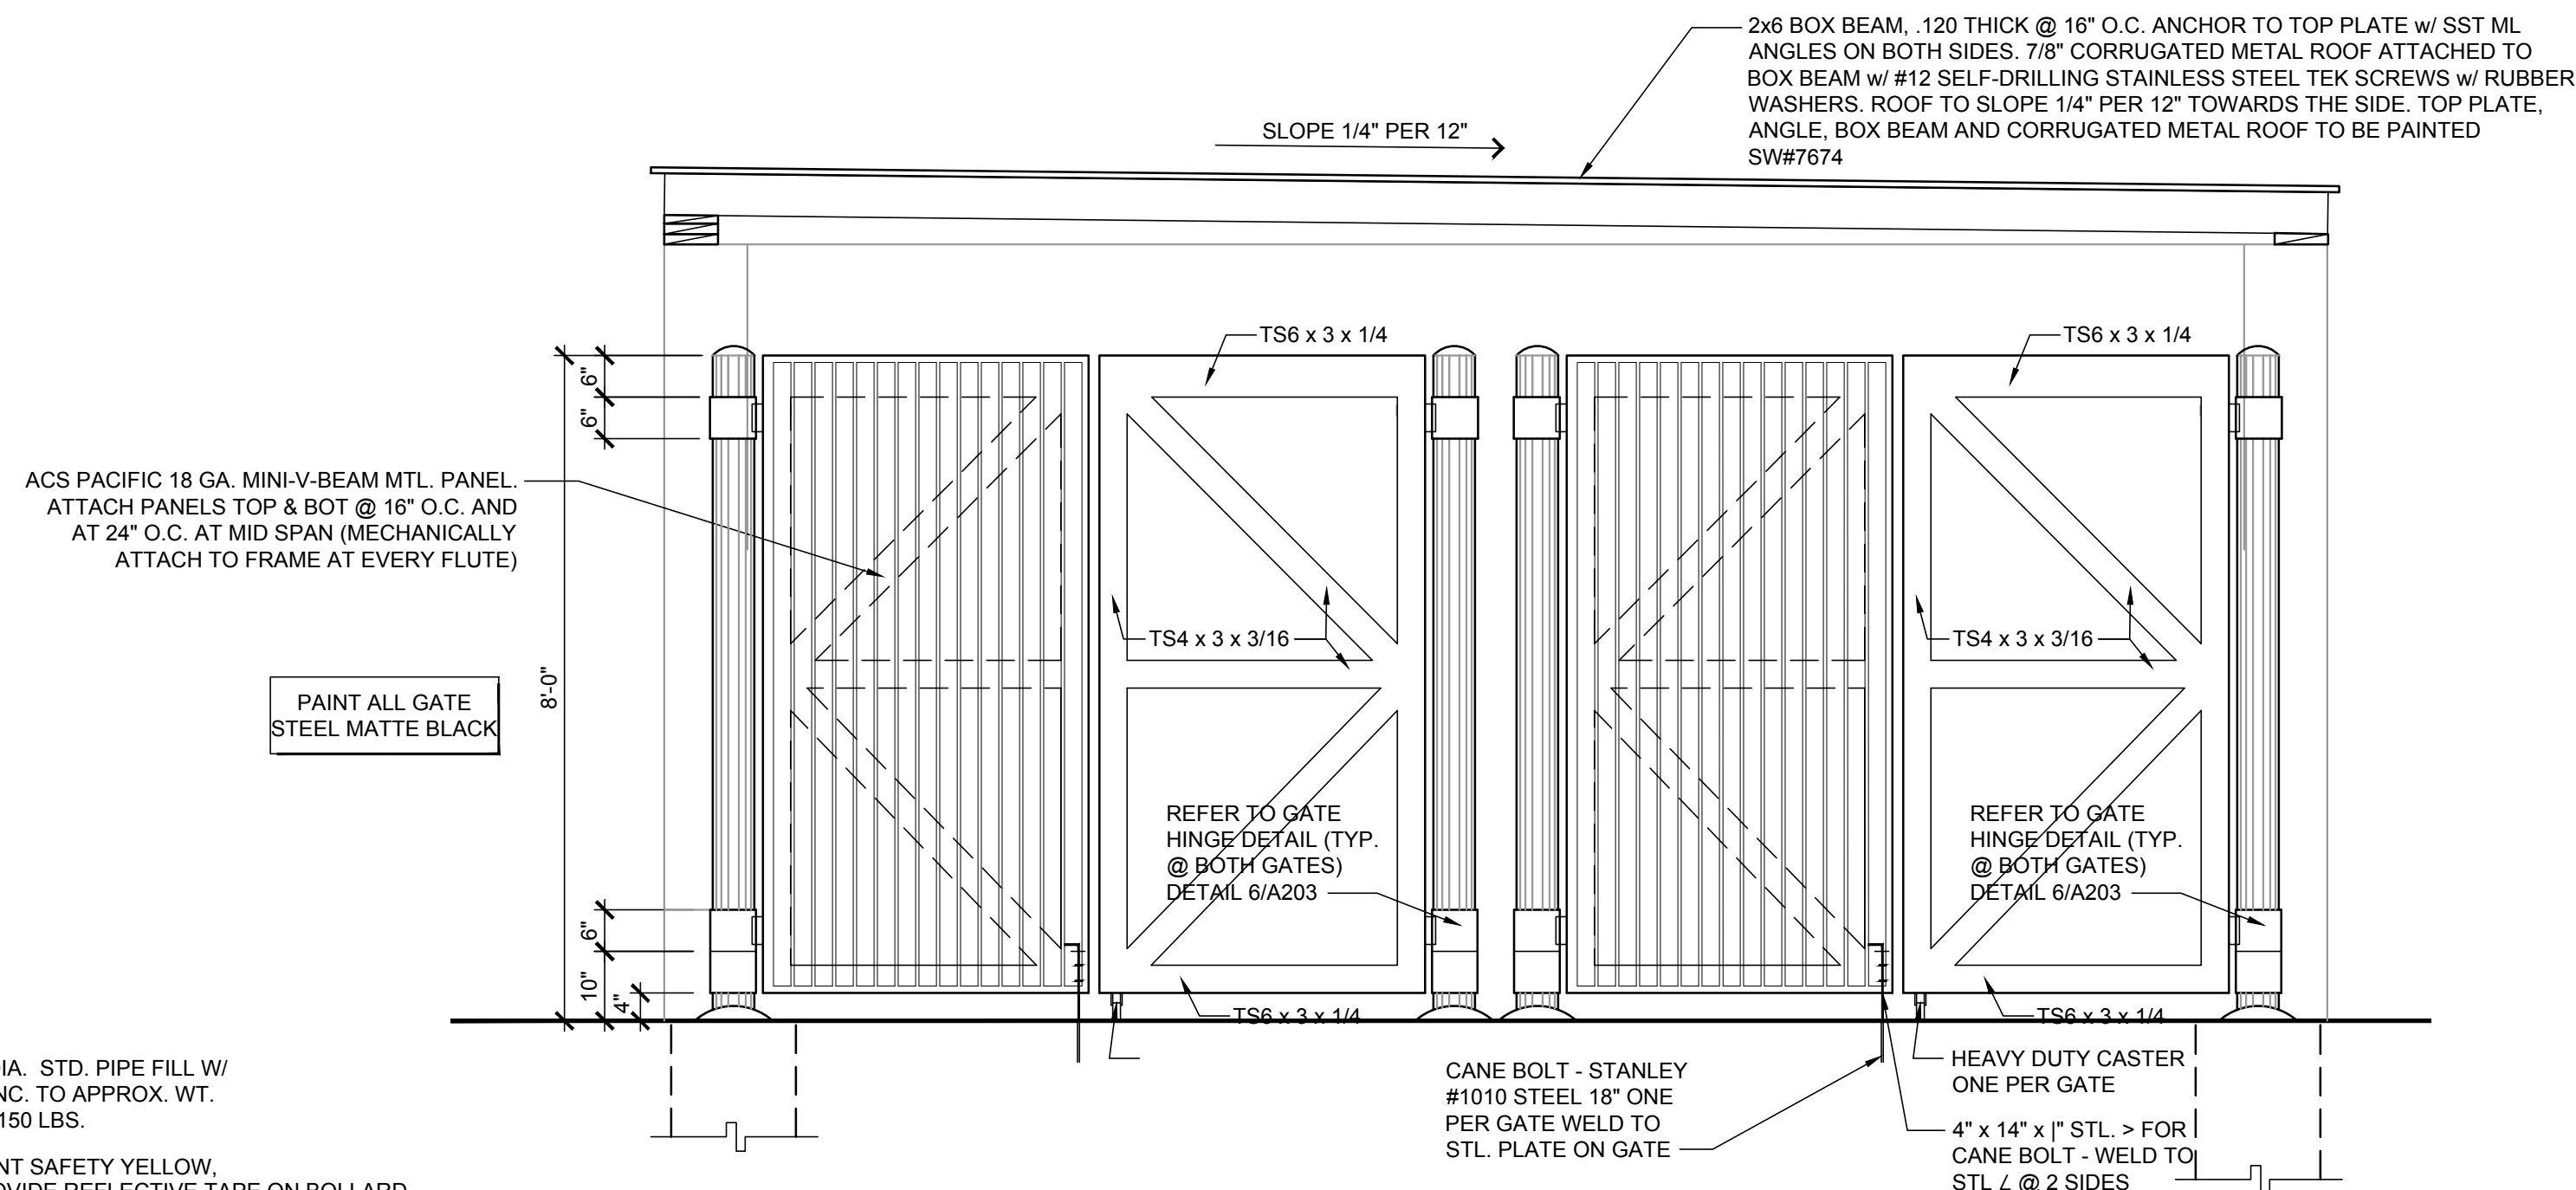 2x6 BOX BEAM, .120 THICK @ 16" O.C. ANCHOR TO TOP PLATE w/ SST ML
ANGLES ON BOTH SIDES. 7/8" CORRUGATED METAL ROOF ATTACHED TO
BOX BEAM w/ #12 SELF-DRILLING STAINLESS STEEL TEK SCREWS w/ RUBBER
WASHERS. ROOF TO SLOPE 1/4" PER 12" TOWARDS THE SIDE. TOP PLATE,
ANGLE, BOX BEAM AND CORRUGATED METAL ROOF TO BE PAINTED
SW#7674
SLOPE 1/4" PER 12"
TS6 x 3 x 1/4
TS6 x 3 x 1/4
6"
6"
ACS PACIFIC 18 GA. MINI-V-BEAM MTL. PANEL.
ATTACH PANELS TOP & BOT @ 16" O.C. AND
AT 24" O.C. AT MID SPAN (MECHANICALLY
ATTACH TO FRAME AT EVERY FLUTE)
8'-0"
TS4 x 3 x 3/16
TS4 x 3 x 3/16
PAINT ALL GATE
STEEL MATTE BLACK
REFER TO GATE
HINGE DETAIL (TYP.
@ BOTH GATES)
DETAIL 6/A203
REFER TO GATE
HINGE DETAIL (TYP.
@ BOTH GATES)
DETAIL 6/A203
6"
10"
4"
TS6 x 3 x 1/4
TS6 x 3 x 1/4
DIA. STD. PIPE FILL W/
NC. TO APPROX. WT.
150 LBS.
NT SAFETY YELLOW,
OVIDE REFLECTIVE TAPE ON BOLLARD
CANE BOLT - STANLEY
#1010 STEEL 18" ONE
PER GATE WELD TO
STL. PLATE ON GATE
HEAVY DUTY CASTER
ONE PER GATE
4" x 14" x |" STL. > FOR
CANE BOLT - WELD TO
STL ∠ @ 2 SIDES